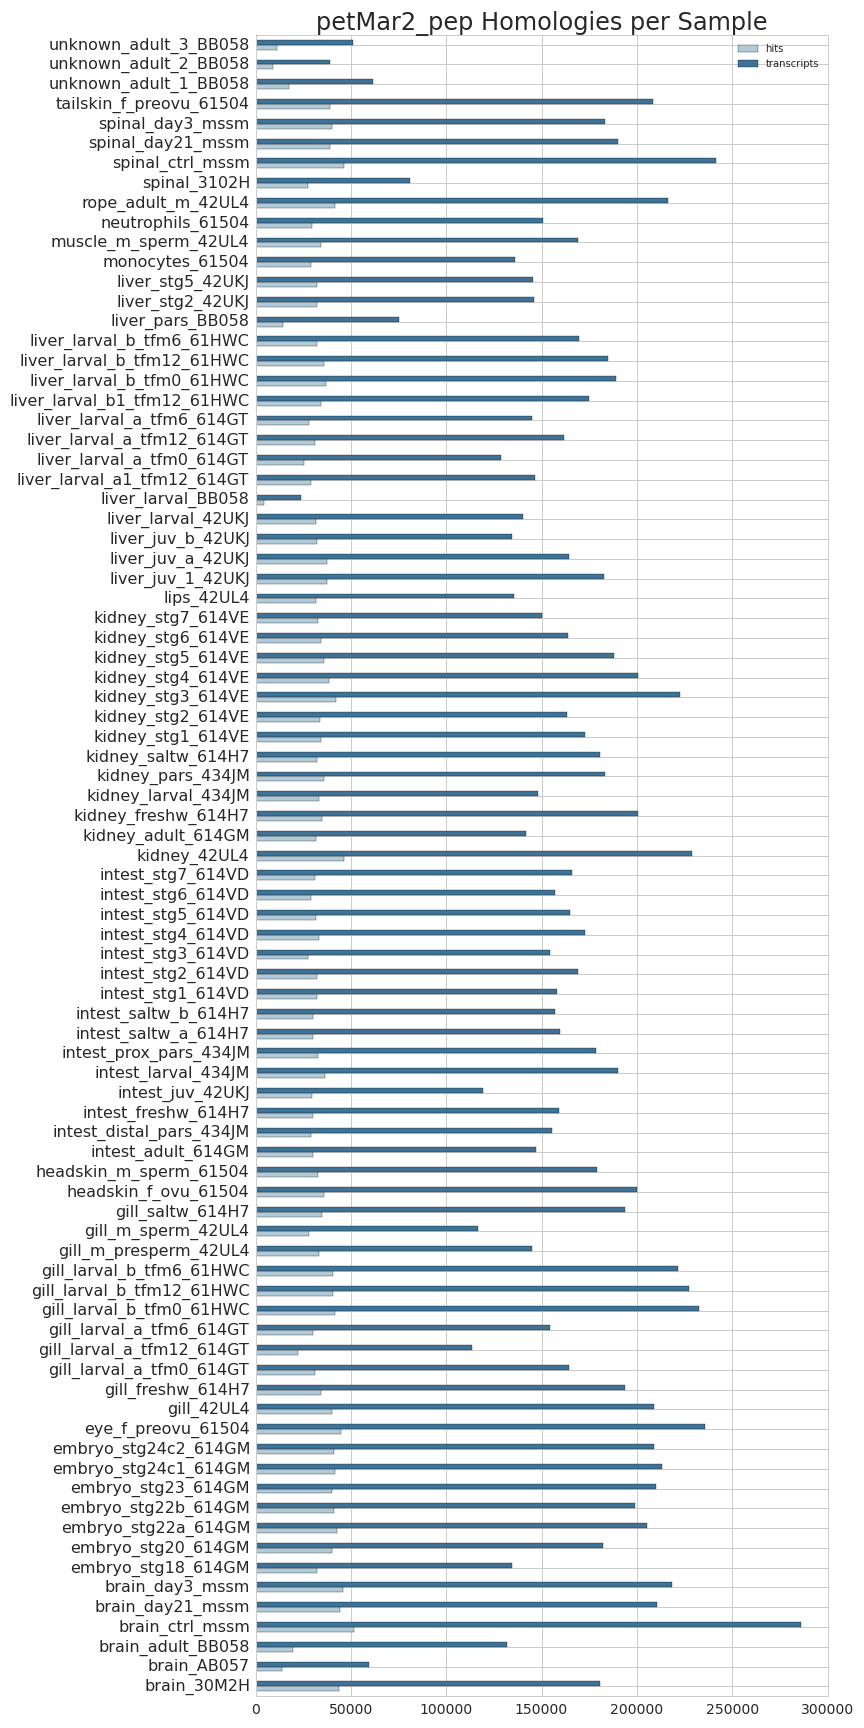 petMar2_pep Homologies per Sample
hits
transcripts
unknown_adult_3_BB058
unknown_adult_2_BB058
unknown_adult_1_BB058
tailskin_f_preovu_61504
spinal_day3_mssm
spinal_day21_mssm
spinal_ctrl_mssm
spinal_3102H
rope_adult_m_42UL4
neutrophils_61504
muscle_m_sperm_42UL4
monocytes_61504
liver_stg5_42UKJ
liver_stg2_42UKJ
liver_pars_BB058
liver_larval_b_tfm6_61HWC
liver_larval_b_tfm12_61HWC
liver_larval_b_tfm0_61HWC
liver_larval_b1_tfm12_61HWC
liver_larval_a_tfm6_614GT
liver_larval_a_tfm12_614GT
liver_larval_a_tfm0_614GT
liver_larval_a1_tfm12_614GT
liver_larval_BB058
liver_larval_42UKJ
liver_juv_b_42UKJ
liver_juv_a_42UKJ
liver_juv_1_42UKJ
lips_42UL4
kidney_stg7_614VE
kidney_stg6_614VE
kidney_stg5_614VE
kidney_stg4_614VE
kidney_stg3_614VE
kidney_stg2_614VE
kidney_stg1_614VE
kidney_saltw_614H7
kidney_pars_434JM
kidney_larval_434JM
kidney_freshw_614H7
kidney_adult_614GM
kidney_42UL4
intest_stg7_614VD
intest_stg6_614VD
intest_stg5_614VD
intest_stg4_614VD
intest_stg3_614VD
intest_stg2_614VD
intest_stg1_614VD
intest_saltw_b_614H7
intest_saltw_a_614H7
intest_prox_pars_434JM
intest_larval_434JM
intest_juv_42UKJ
intest_freshw_614H7
intest_distal_pars_434JM
intest_adult_614GM
headskin_m_sperm_61504
headskin_f_ovu_61504
gill_saltw_614H7
gill_m_sperm_42UL4
gill_m_presperm_42UL4
gill_larval_b_tfm6_61HWC
gill_larval_b_tfm12_61HWC
gill_larval_b_tfm0_61HWC
gill_larval_a_tfm6_614GT
gill_larval_a_tfm12_614GT
gill_larval_a_tfm0_614GT
gill_freshw_614H7
gill_42UL4
eye_f_preovu_61504
embryo_stg24c2_614GM
embryo_stg24c1_614GM
embryo_stg23_614GM
embryo_stg22b_614GM
embryo_stg22a_614GM
embryo_stg20_614GM
embryo_stg18_614GM
brain_day3_mssm
brain_day21_mssm
brain_ctrl_mssm
brain_adult_BB058
brain_AB057
brain_30M2H
0 50000 100000 150000 200000 250000 300000